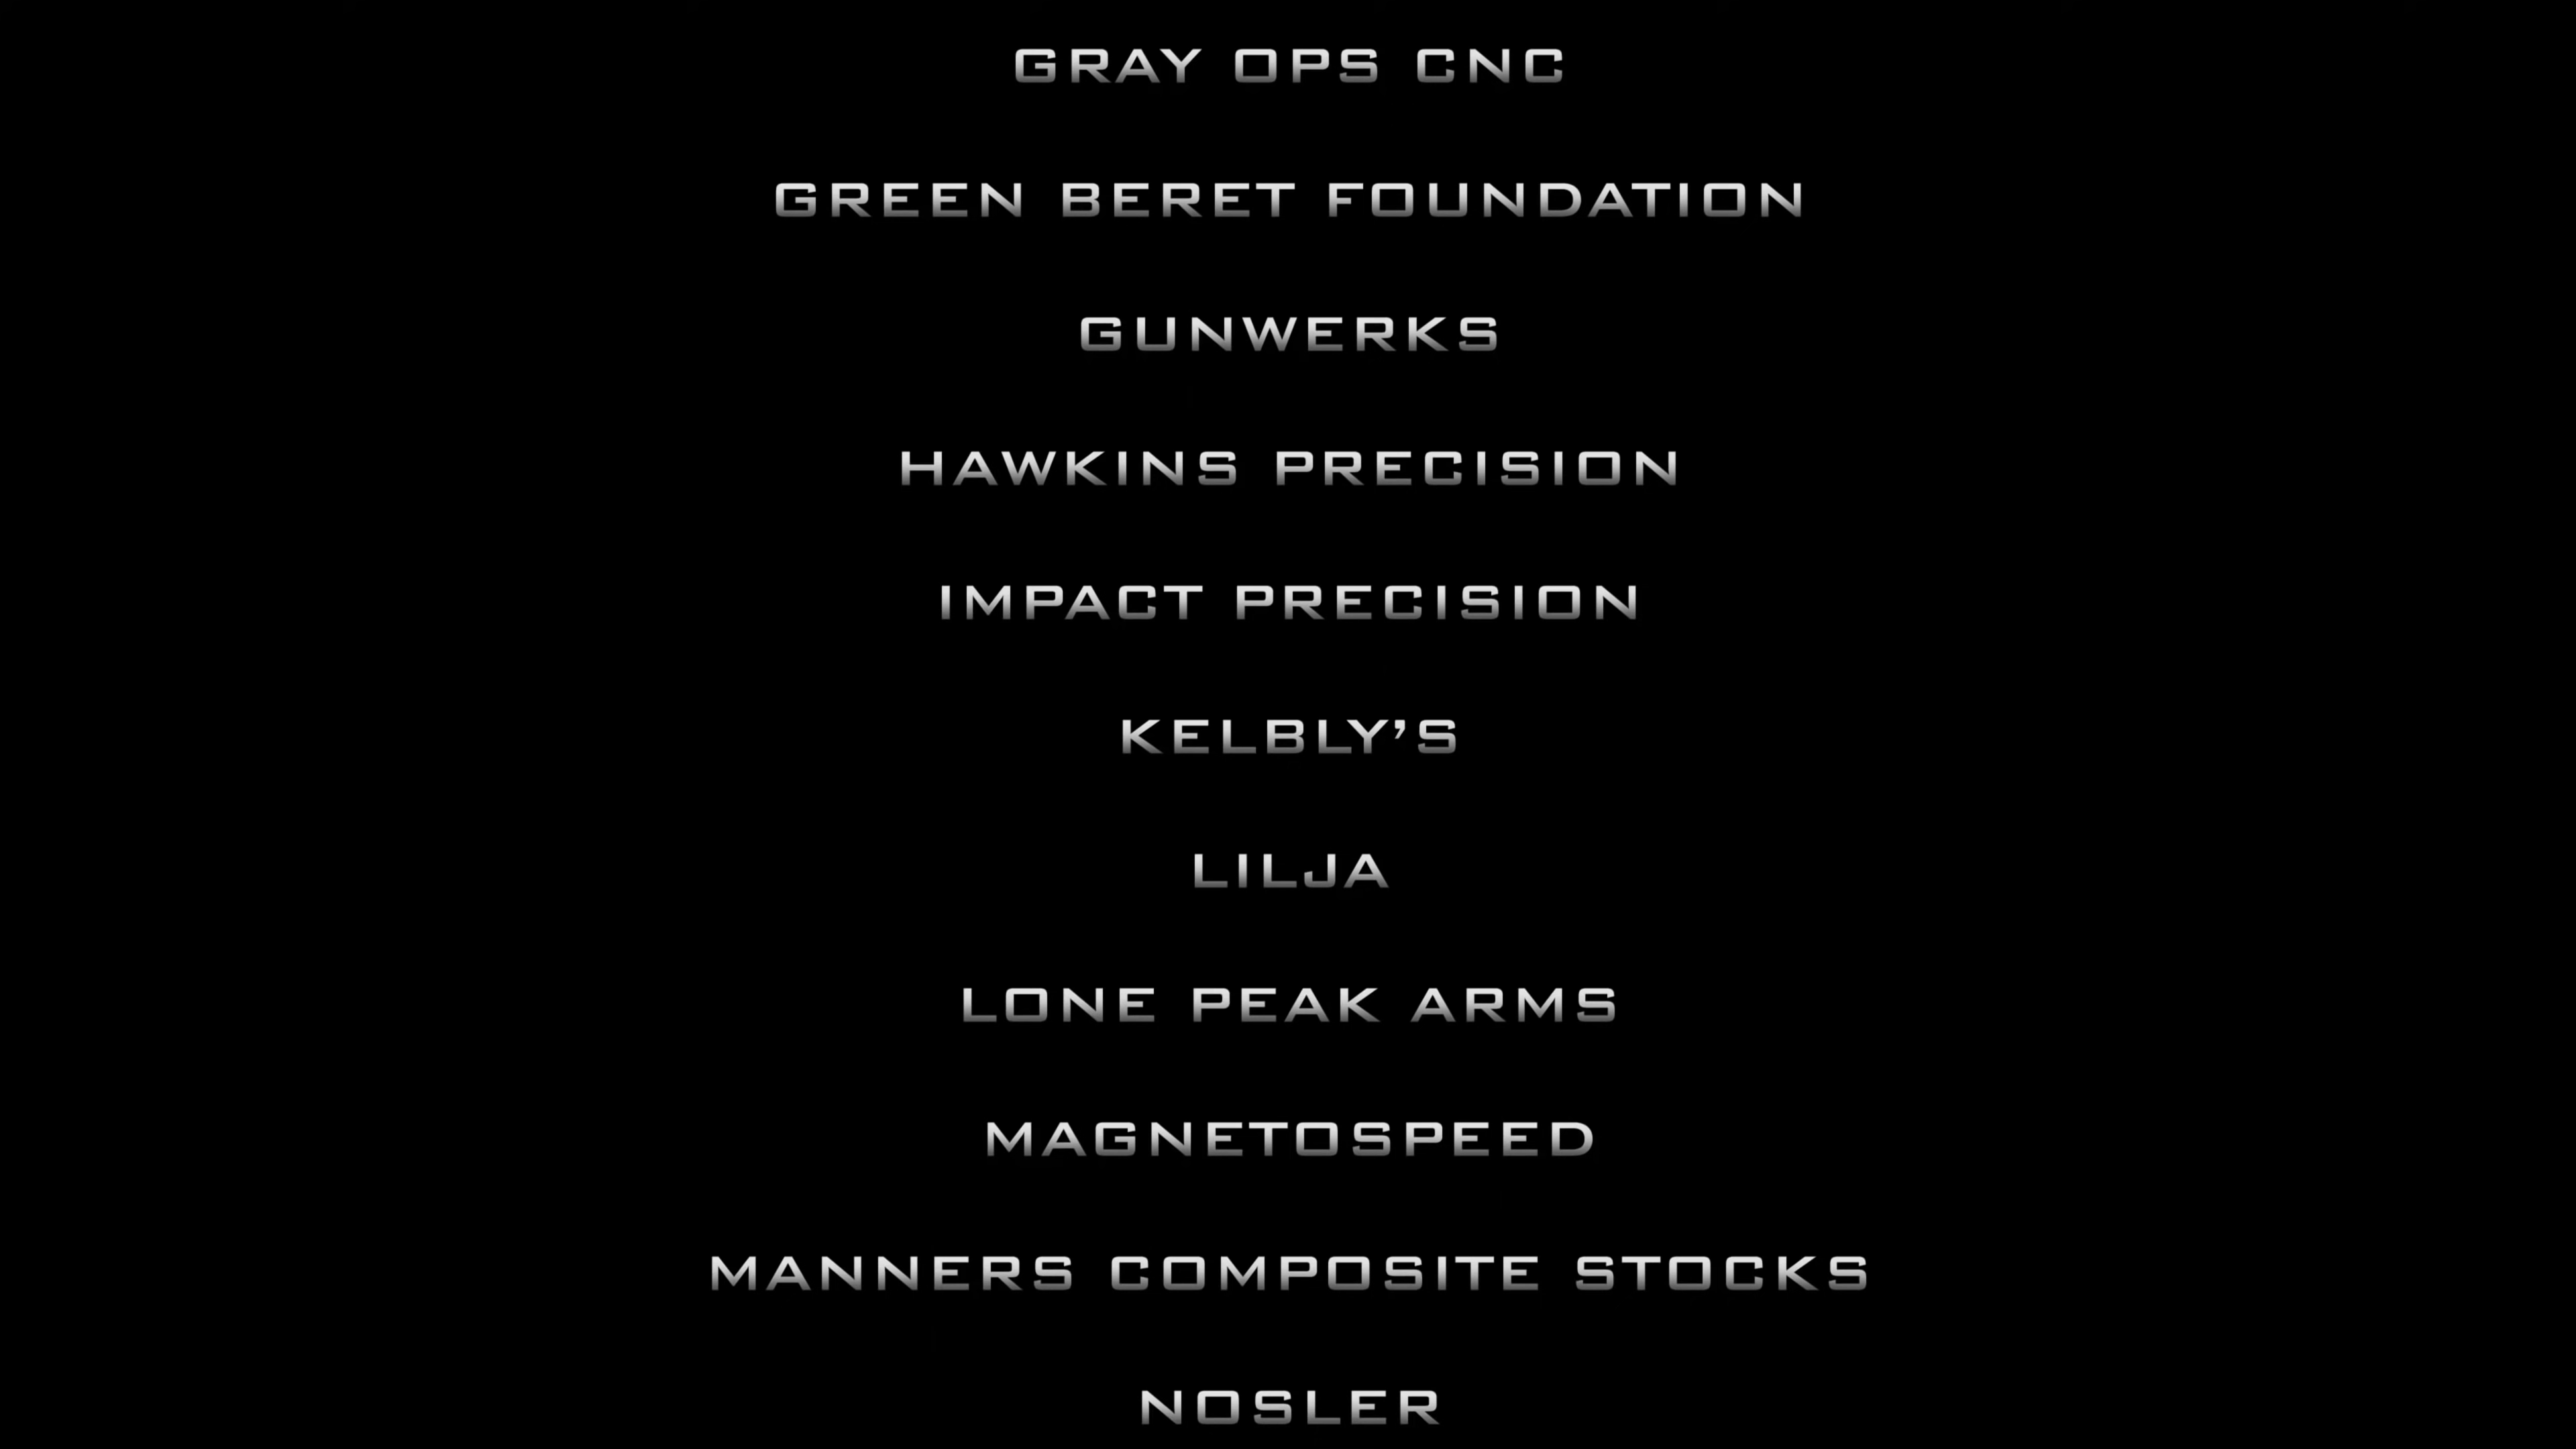 GRAY OPS CNC
GREEN BERET FOUNDATION
GUNWERKS
HAWKINS PRECISION
IMPACT PRECISION
KELBLY’S
LILJA
LONE PEAK ARMS
MAGNETOSPEED
MANNERS COMPOSITE STOCKS
NOSLER